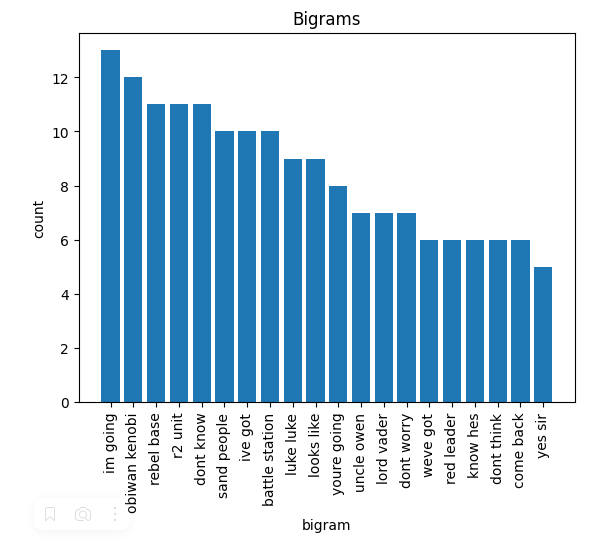 Bigrams
count
12
10
8
6
4
2
0
im going
obiwan kenobi
rebel base
r2 unit
dont know
sand people
ive got
battle station
luke luke
looks like
youre going
uncle owen
lord vader
dont worry
weve got
red leader
know hes
dont think
come back
yes sir
bigram